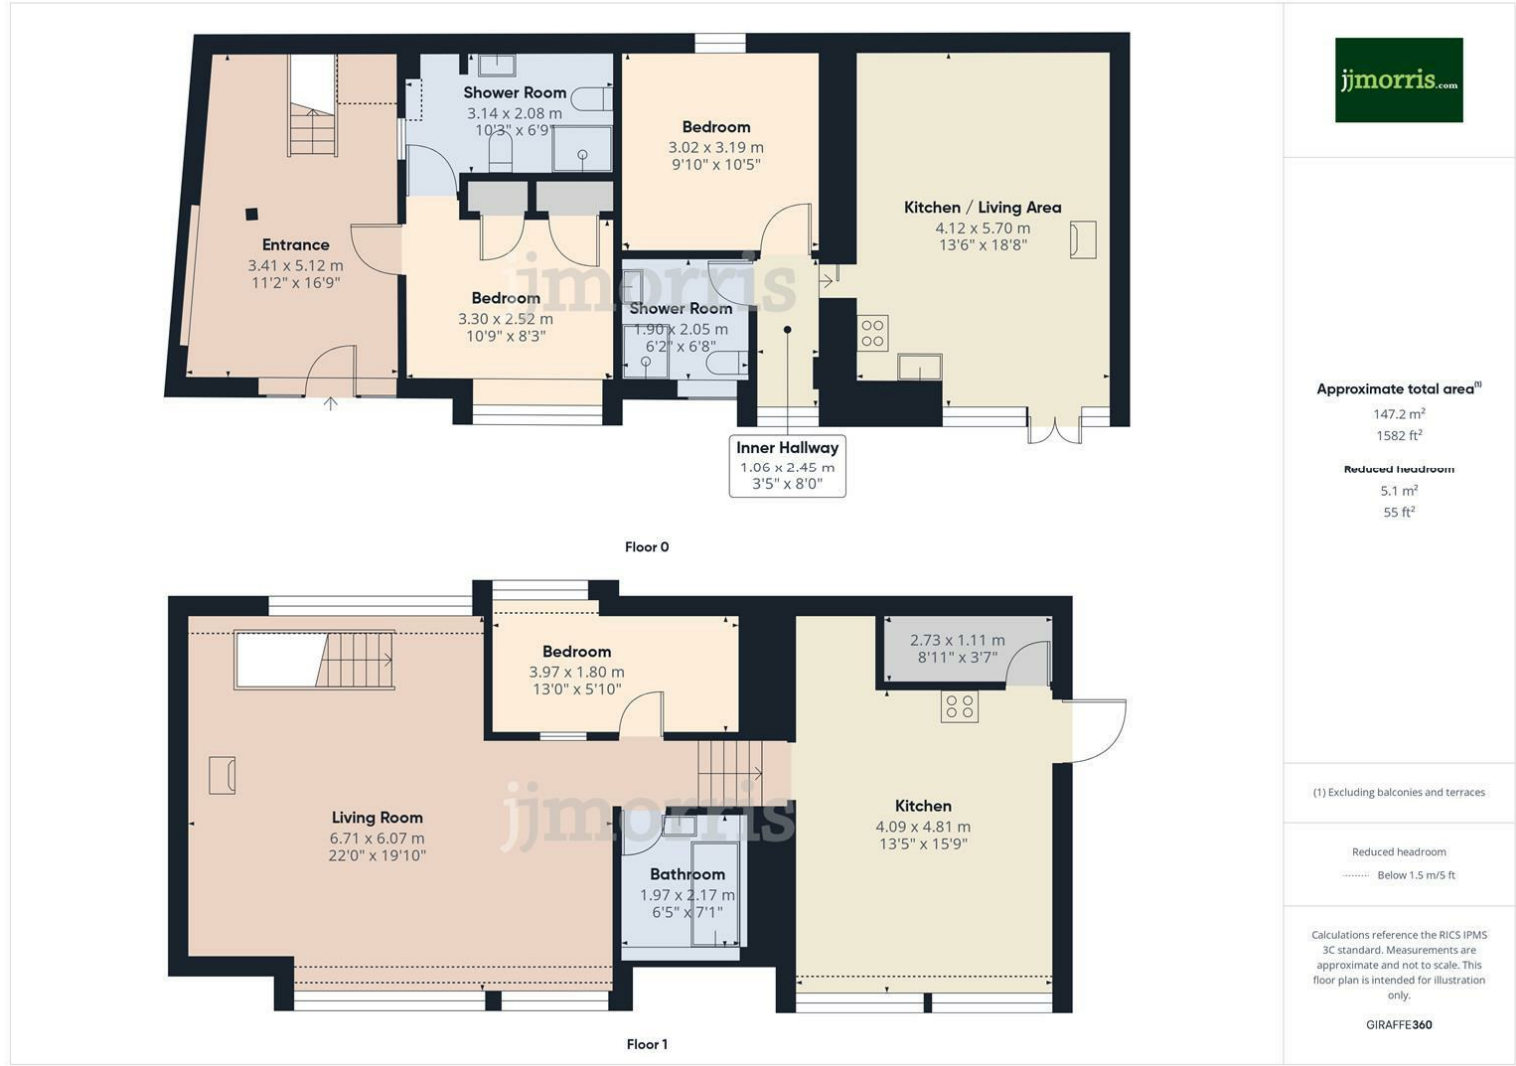 Shower Room
3.14 x 2.08 m
10'3" x 6'9"
Bedroom
3.02 x 3.19 m
9'10" x 10'5"
Kitchen / Living Area
4.12 x 5.70 m
13'6" x 18'8"
Entrance
3.41 x 5.12 m
11'2" x 16'9"
Bedroom
3.30 x 2.52 m
10'9" x 8'3"
jjmorris
Shower Room
1.90 x 2.05 m
6'2" x 6'8"
Inner Hallway
1.06 x 2.45 m
3'5" x 8'0"
Floor 0
Bedroom
3.97 x 1.80 m
13'0" x 5'10"
2.73 x 1.11 m
8'11" x 3'7"
Living Room
6.71 x 6.07 m
22'0" x 19'10"
jjmorris
Kitchen
4.09 x 4.81 m
13'5" x 15'9"
Bathroom
1.97 x 2.17 m
6'5" x 7'1"
Floor 1
jjmorris.com
Approximate total area(1)
147.2 m²
1582 ft²
Reduced headroom
5.1 m²
55 ft²
(1) Excluding balconies and terraces
Reduced headroom
Below 1.5 m/5 ft
Calculations reference the RICS IPMS
3C standard. Measurements are
approximate and not to scale. This
floor plan is intended for illustration
only.
GIRAFFE360